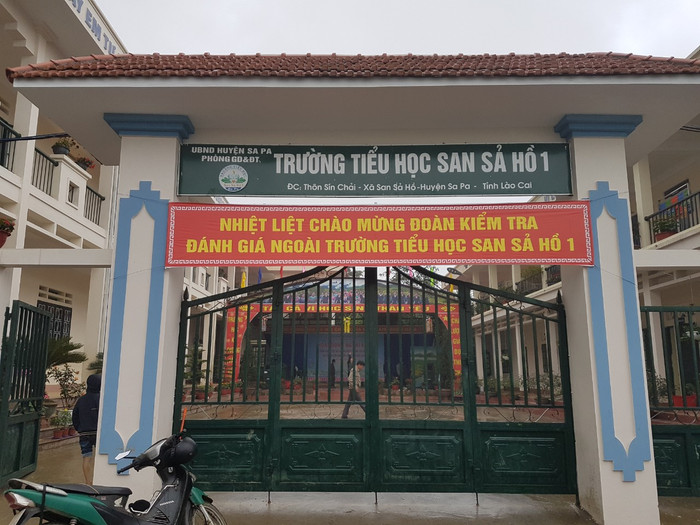 UBND HUYỆN SA PA
PHÒNG GD&ĐT.
TRƯỜNG TIỂU HỌC SAN SẢ HỒ 1
ĐC. Thôn Sín Chải - Xã San Sả Hồ-Huyện Sa Pa - Tỉnh Lào Cai
NHIỆT LIỆT CHÀO MỪNG ĐOÀN KIỂM TRA
ĐÁNH GIÁ NGOÀI TRƯỜNG TIỂU HỌC SAN SẢ HỒ 1